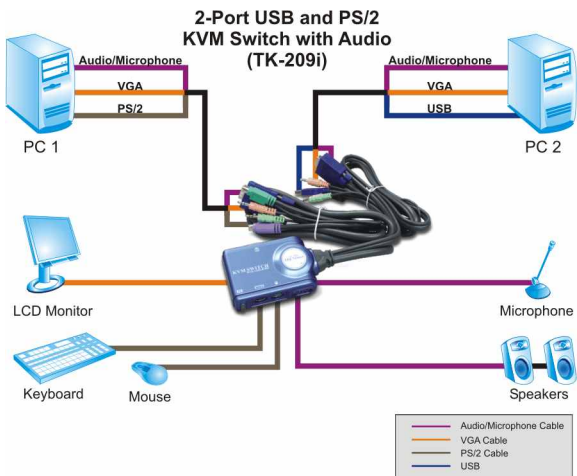 2-Port USB and PS/2
KVM Switch with Audio
(TK-209i)
Audio/Microphone
VGA
PS/2
PC 1
Audio/Microphone
VGA
USB
PC 2
KVM SWITCH
LCD Monitor
Microphone
Keyboard
Mouse
Speakers
Audio/Microphone Cable
VGA Cable
PS/2 Cable
USB